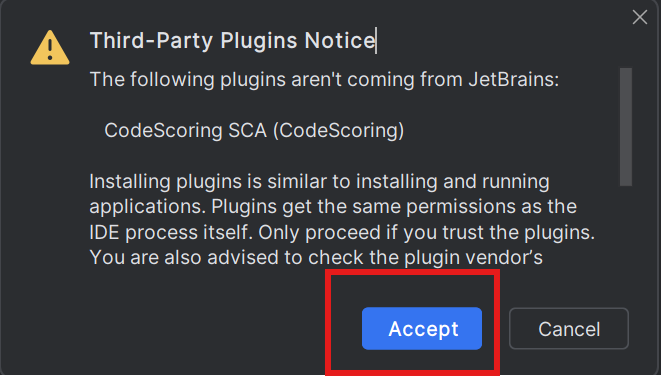 Third-Party Plugins Notice
The following plugins aren't coming from JetBrains:
CodeScoring SCA (CodeScoring)
Installing plugins is similar to installing and running
applications. Plugins get the same permissions as the
IDE process itself. Only proceed if you trust the plugins.
You are also advised to check the plugin vendor’s
Accept
Cancel